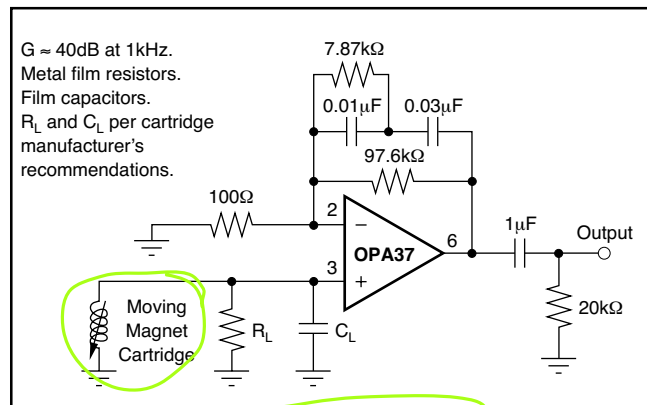 G ≈ 40dB at 1kHz.
Metal film resistors.
Film capacitors.
R_L and C_L per cartridge
manufacturer's
recommendations.
7.87kΩ
0.01μF
0.03μF
97.6kΩ
100Ω
2
−
OPA37
6
3
+
1μF
Output
20kΩ
Moving
Magnet
Cartridge
R_L
C_L